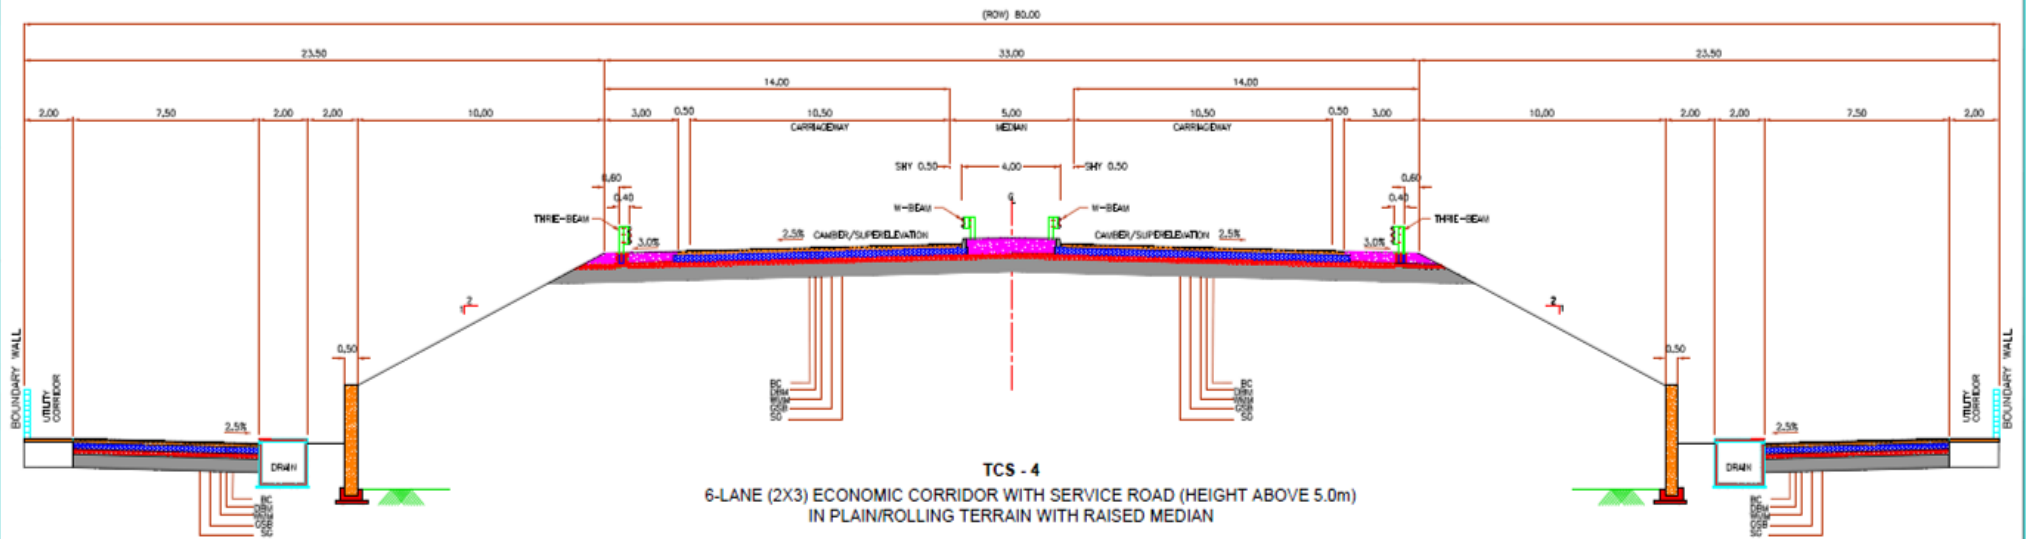 (ROW) 80.00
23.50 33.00 23.50
14.00 14.00
2.00 7.50 2.00 2.00 10.00 3.00 0.50 10.50 5.00 10.50 0.50 3.00 10.00 2.00 2.00 7.50 2.00
CARRIAGEWAY MEDIAN CARRIAGEWAY
SHY 0.50 4.00 SHY 0.50
0.60 0.60
0.40 0.40
W-BEAM W-BEAM
THRIE-BEAM THRIE-BEAM
2.5% CAMBER/SUPERELEVATION CAMBER/SUPERELEVATION 2.5%
3.0% 3.0%
2 2
1 1
0.50 0.50
BOUNDARY WALL
UTILITY
CORRIDOR
UTILITY
CORRIDOR
BOUNDARY WALL
BC BC
DBM DBM
WMM WMM
GSB GSB
SG SG
2.5% 2.5%
DRAIN DRAIN
BC BC
DBM DBM
WMM WMM
GSB GSB
SG SG
TCS - 4
6-LANE (2X3) ECONOMIC CORRIDOR WITH SERVICE ROAD (HEIGHT ABOVE 5.0m)
IN PLAIN/ROLLING TERRAIN WITH RAISED MEDIAN